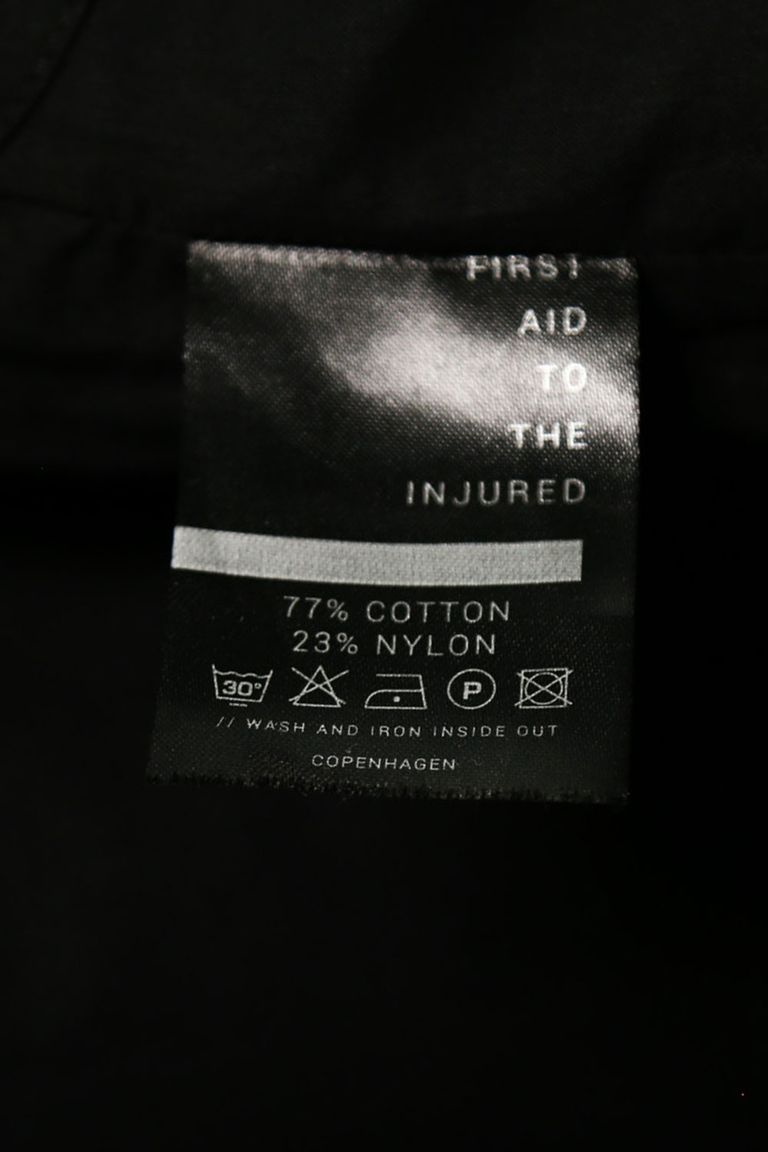 FIRST
AID
TO
THE
INJURED
77% COTTON
23% NYLON
30° P
// WASH AND IRON INSIDE OUT
COPENHAGEN